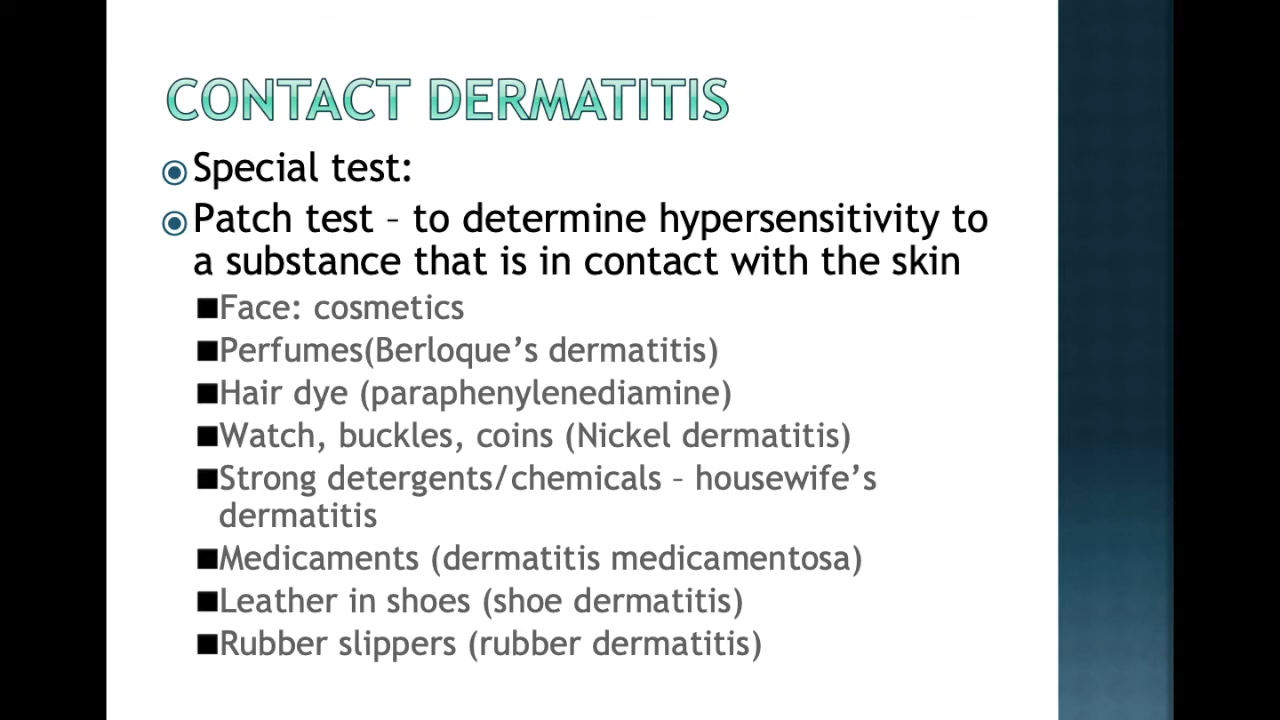 CONTACT DERMATITIS
Special test:
Patch test – to determine hypersensitivity to
a substance that is in contact with the skin
Face: cosmetics
Perfumes(Berloque’s dermatitis)
Hair dye (paraphenylenediamine)
Watch, buckles, coins (Nickel dermatitis)
Strong detergents/chemicals – housewife’s
dermatitis
Medicaments (dermatitis medicamentosa)
Leather in shoes (shoe dermatitis)
Rubber slippers (rubber dermatitis)